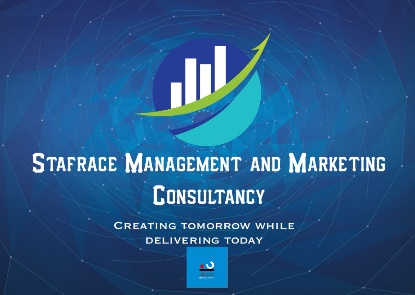 Stafrace Management and Marketing
Consultancy
Creating tomorrow while
delivering today